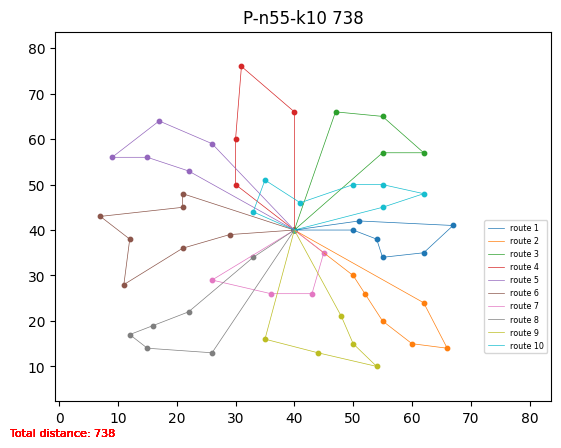 P-n55-k10 738
80
70
60
50
40
30
20
10
0 10 20 30 40 50 60 70 80
route 1
route 2
route 3
route 4
route 5
route 6
route 7
route 8
route 9
route 10
Total distance: 738